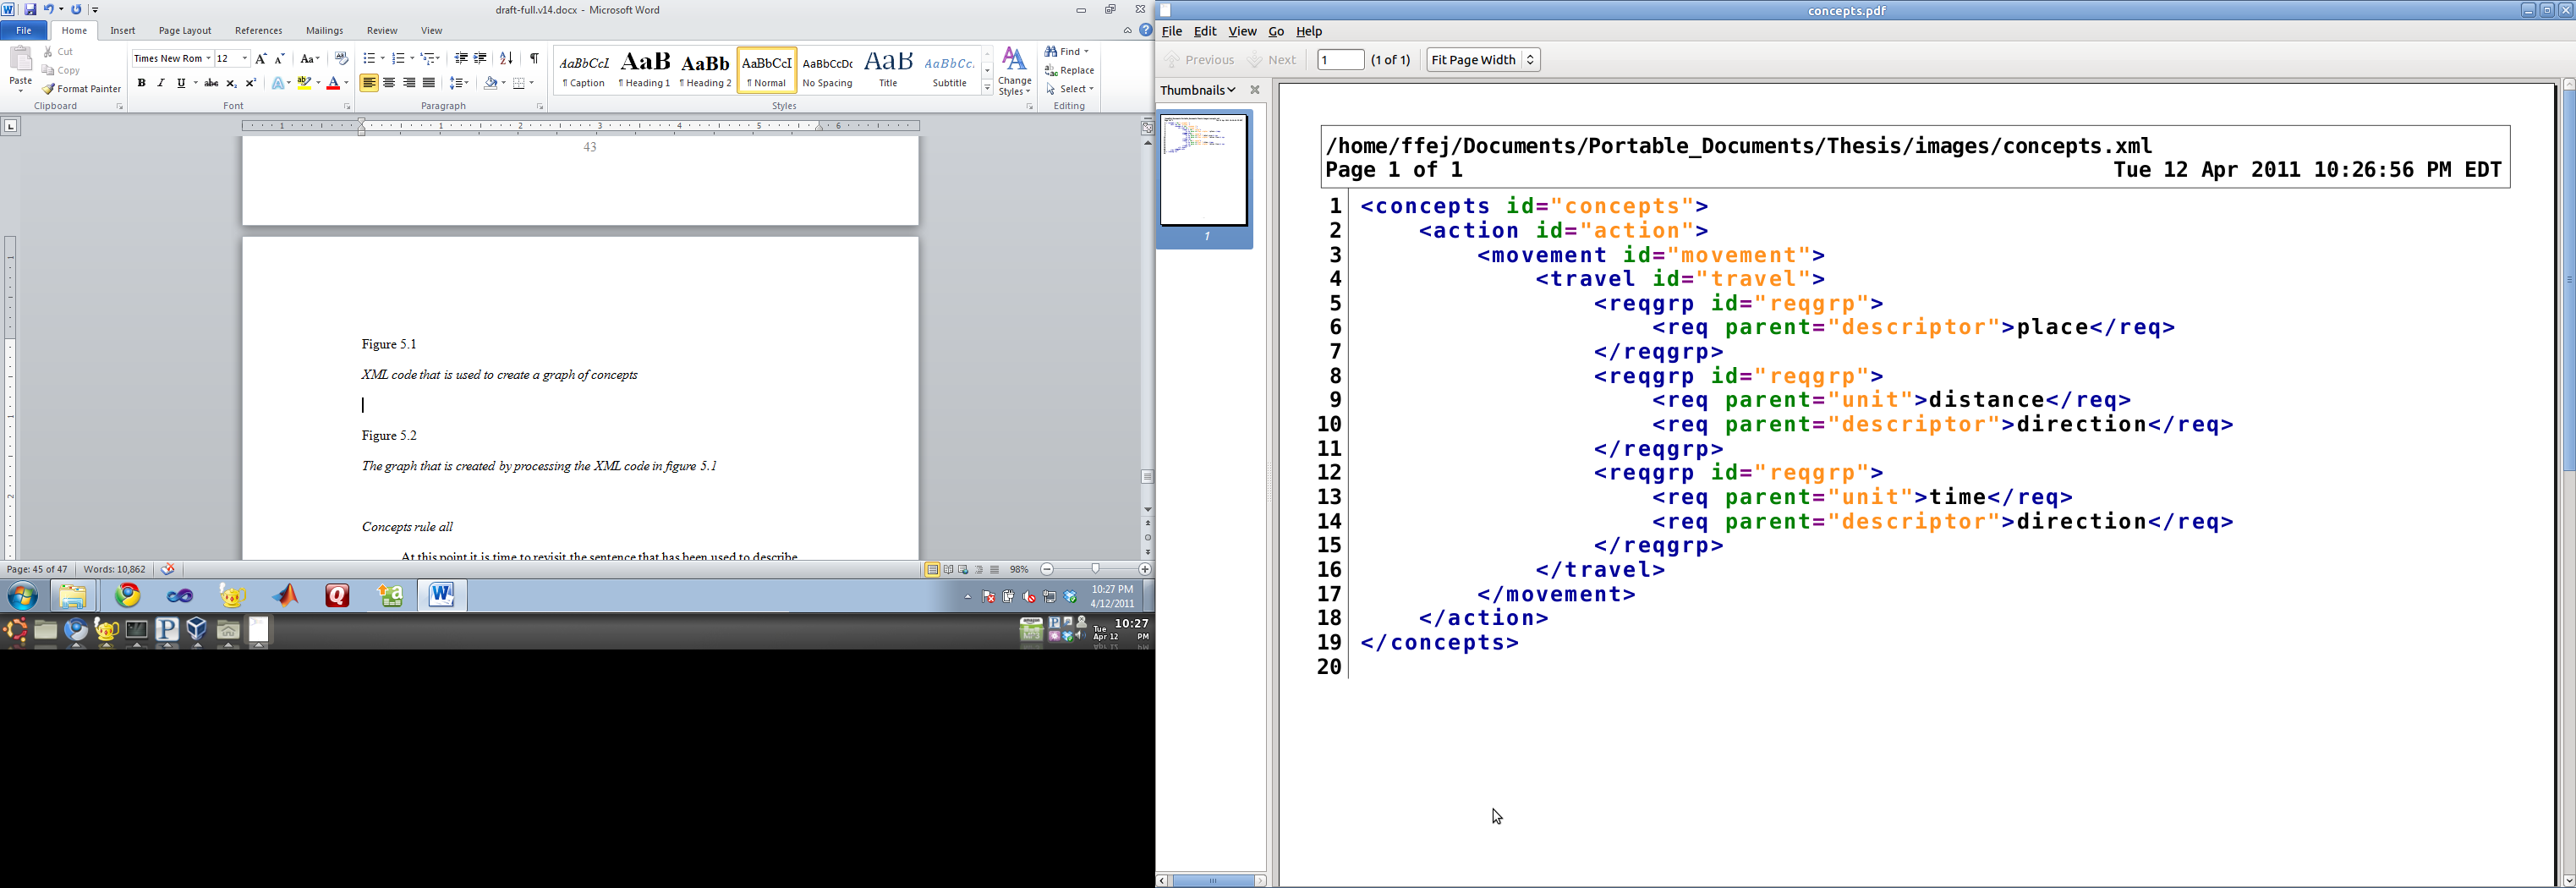 draft-full.v14.docx - Microsoft Word
File Home Insert Page Layout References Mailings Review View
Paste
Cut
Copy
Format Painter
Clipboard
Times New Rom 12
Font
Paragraph
AaBbCcL AaB AaBb AaBbCcI AaBbCcDc AaB AaBbCc.
¶ Caption ¶ Heading 1 ¶ Heading 2 ¶ Normal No Spacing Title Subtitle
Change Styles
Styles
Find
Replace
Select
Editing
43
Figure 5.1
XML code that is used to create a graph of concepts
Figure 5.2
The graph that is created by processing the XML code in figure 5.1
Concepts rule all
At this point it is time to revisit the sentence that has been used to describe
Page: 45 of 47 Words: 10,862 98%
10:27 PM
4/12/2011
Tue
Apr 12
10:27
PM
concepts.pdf
File Edit View Go Help
Previous Next 1 (1 of 1) Fit Page Width
Thumbnails
1
/home/ffej/Documents/Portable_Documents/Thesis/images/concepts.xml
Page 1 of 1 Tue 12 Apr 2011 10:26:56 PM EDT
1 <concepts id="concepts">
2 <action id="action">
3 <movement id="movement">
4 <travel id="travel">
5 <reqgrp id="reqgrp">
6 <req parent="descriptor">place</req>
7 </reqgrp>
8 <reqgrp id="reqgrp">
9 <req parent="unit">distance</req>
10 <req parent="descriptor">direction</req>
11 </reqgrp>
12 <reqgrp id="reqgrp">
13 <req parent="unit">time</req>
14 <req parent="descriptor">direction</req>
15 </reqgrp>
16 </travel>
17 </movement>
18 </action>
19 </concepts>
20